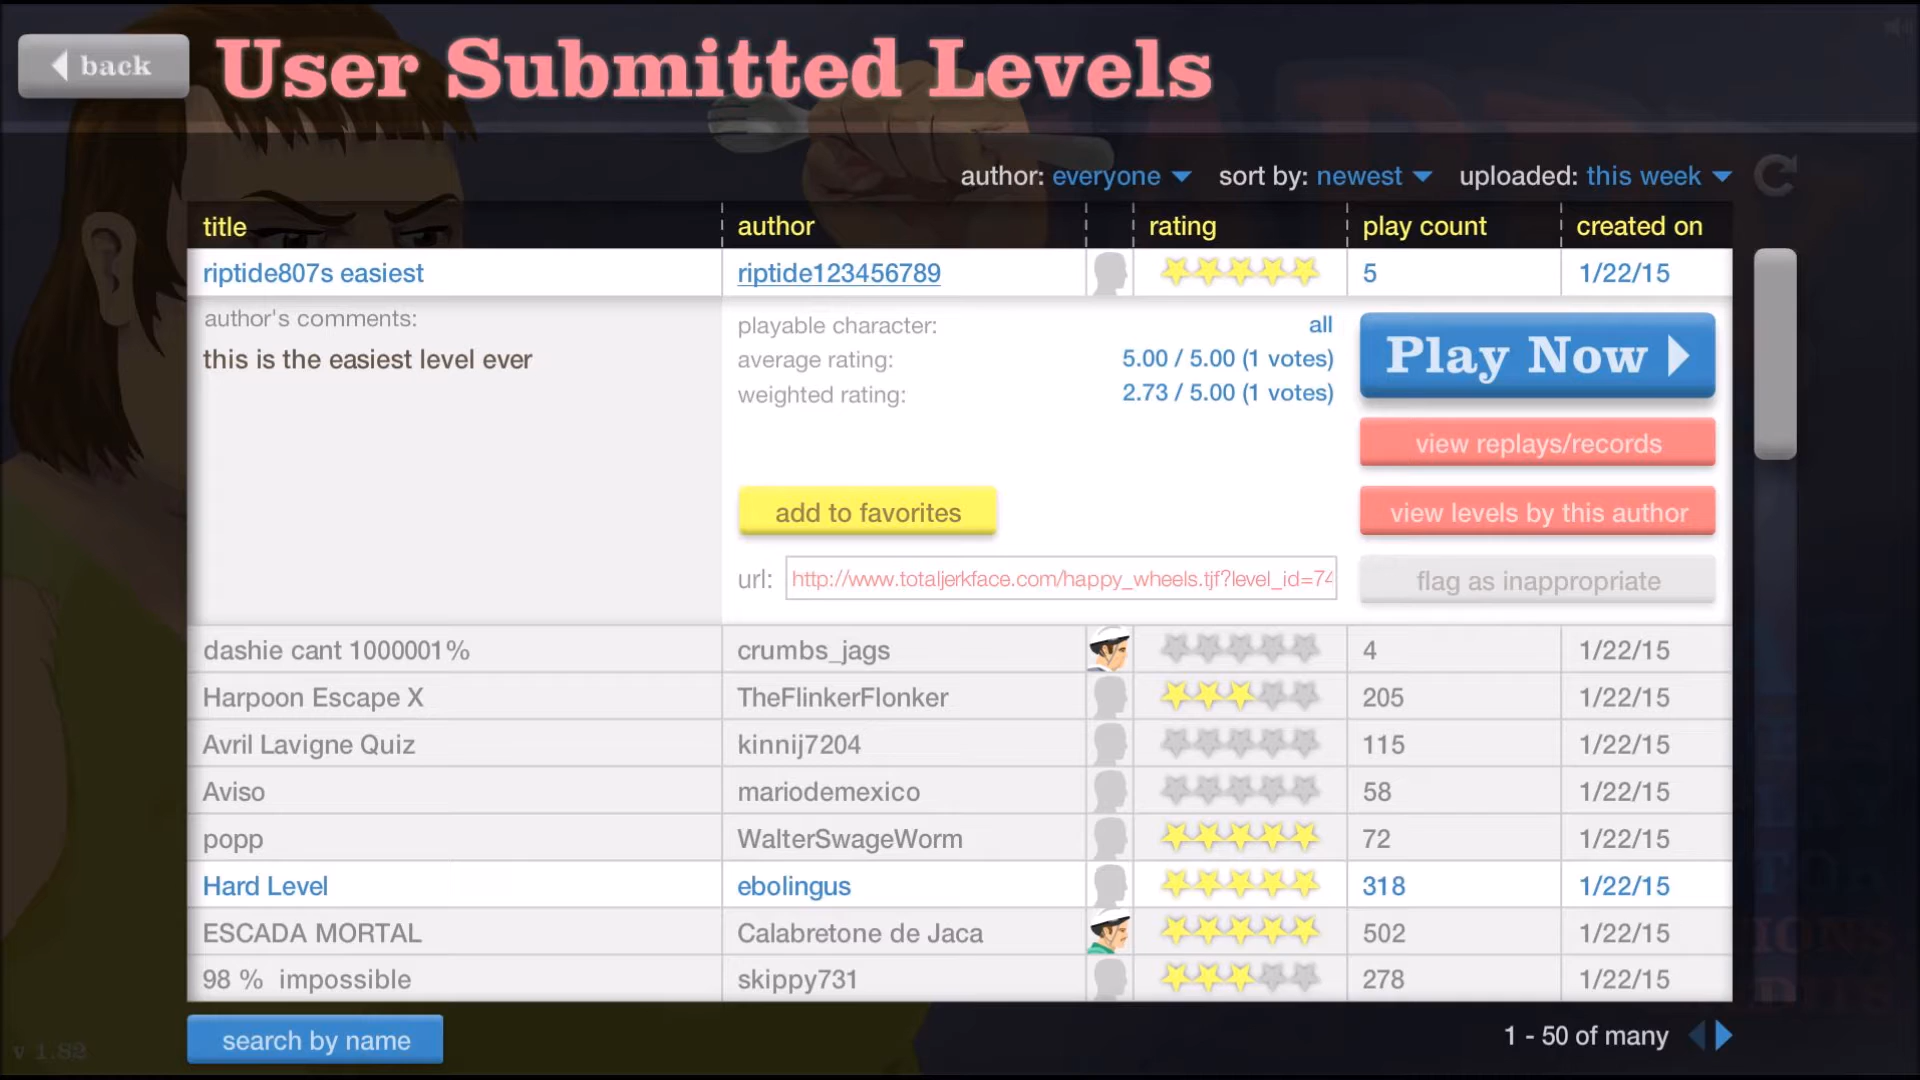 back
User Submitted Levels
author: everyone sort by: newest uploaded: this week
title author rating play count created on
riptide807s easiest riptide123456789 5 1/22/15
author's comments:
this is the easiest level ever
playable character: all
average rating: 5.00 / 5.00 (1 votes)
weighted rating: 2.73 / 5.00 (1 votes)
Play Now
view replays/records
add to favorites
view levels by this author
url: http://www.totaljerkface.com/happy_wheels.tjf?level_id=74
flag as inappropriate
dashie cant 1000001% crumbs_jags 4 1/22/15
Harpoon Escape X TheFlinkerFlonker 205 1/22/15
Avril Lavigne Quiz kinnij7204 115 1/22/15
Aviso mariodemexico 58 1/22/15
popp WalterSwageWorm 72 1/22/15
Hard Level ebolingus 318 1/22/15
ESCADA MORTAL Calabretone de Jaca 502 1/22/15
98 % impossible skippy731 278 1/22/15
search by name
1 - 50 of many
v 1.82